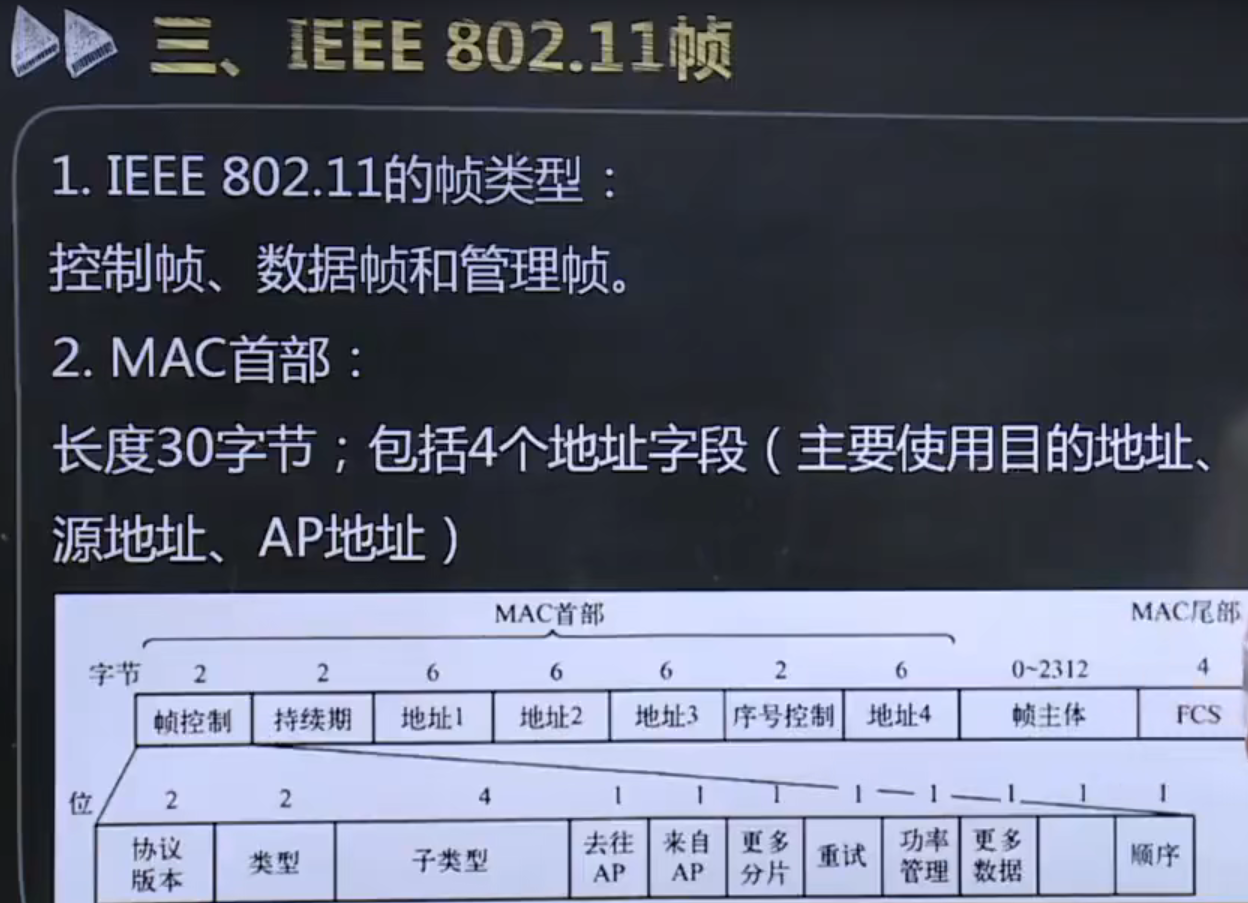 三、IEEE 802.11帧
1. IEEE 802.11的帧类型：
控制帧、数据帧和管理帧。
2. MAC首部：
长度30字节；包括4个地址字段（主要使用目的地址、
源地址、AP地址）
MAC首部 MAC尾部
字节 2 2 6 6 6 2 6 0~2312 4
帧控制 持续期 地址1 地址2 地址3 序号控制 地址4 帧主体 FCS
位 2 2 4 1 1 1 1 1 1 1 1
协议版本 类型 子类型 去往AP 来自AP 更多分片 重试 功率管理 更多数据 顺序